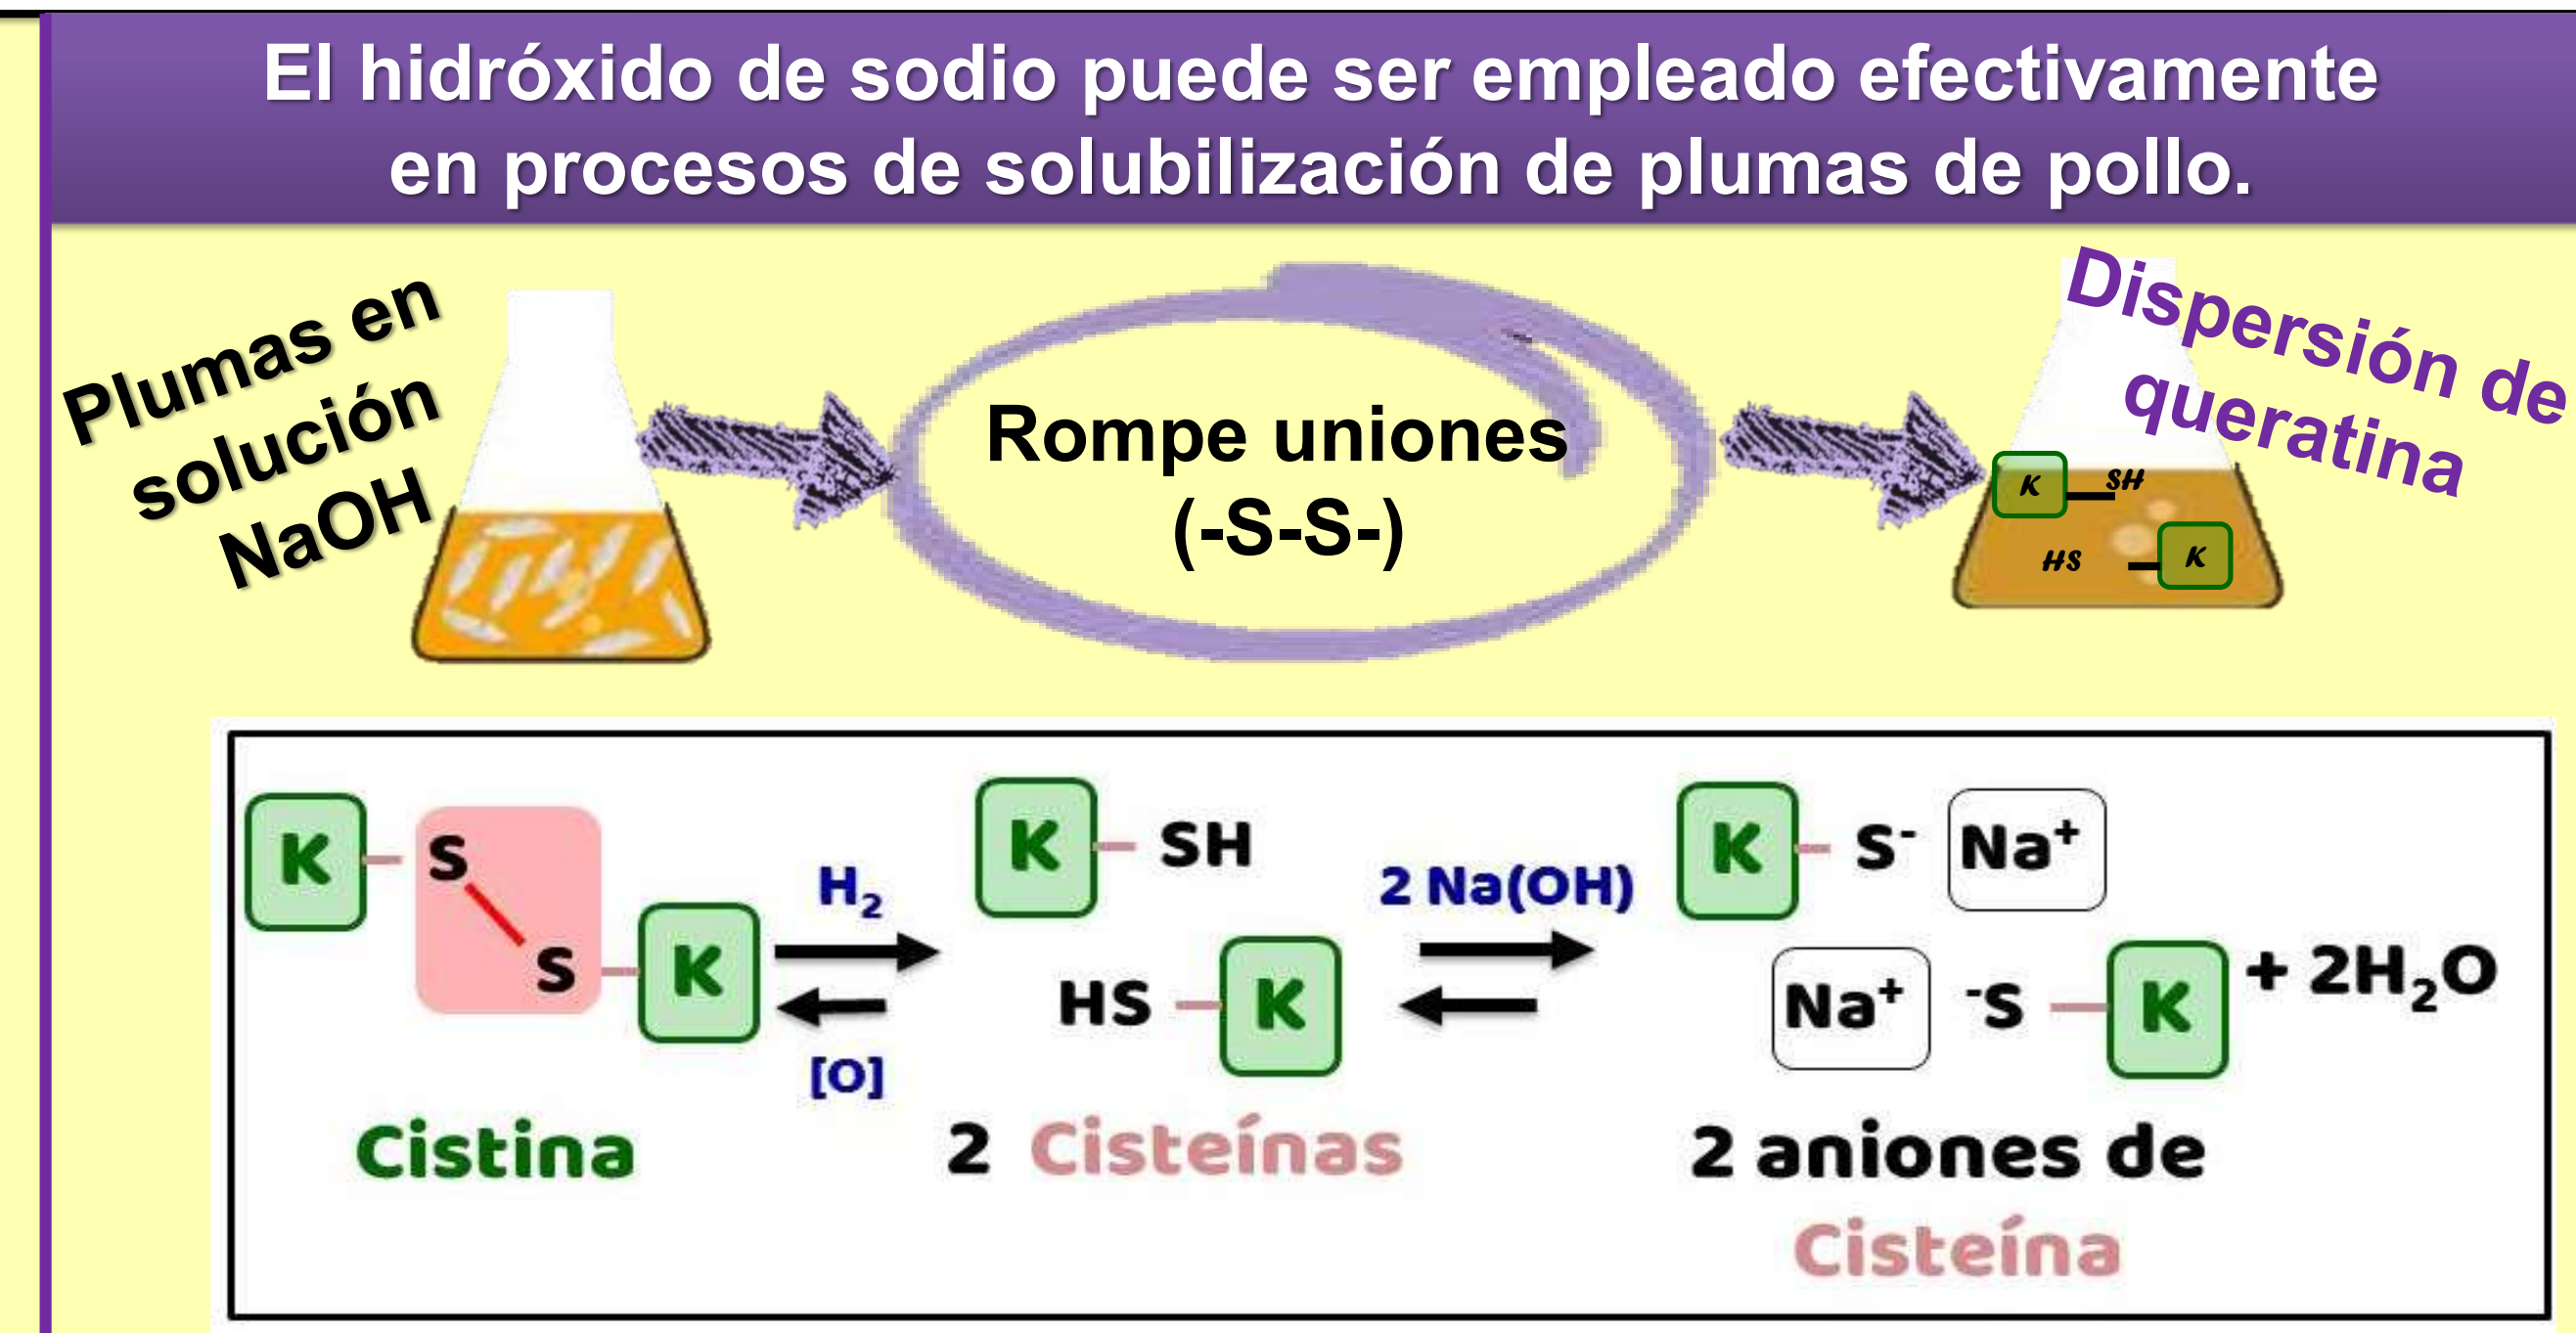 El hidróxido de sodio puede ser empleado efectivamente
en procesos de solubilización de plumas de pollo.
Plumas en
solución
NaOH
Rompe uniones
(-S-S-)
Dispersión de
queratina
K SH
HS K
K S
S K
H₂
[O]
K SH
HS K
2 Na(OH)
K S⁻ Na⁺
Na⁺ ⁻S K + 2H₂O
Cistina
2 Cisteínas
2 aniones de
Cisteína